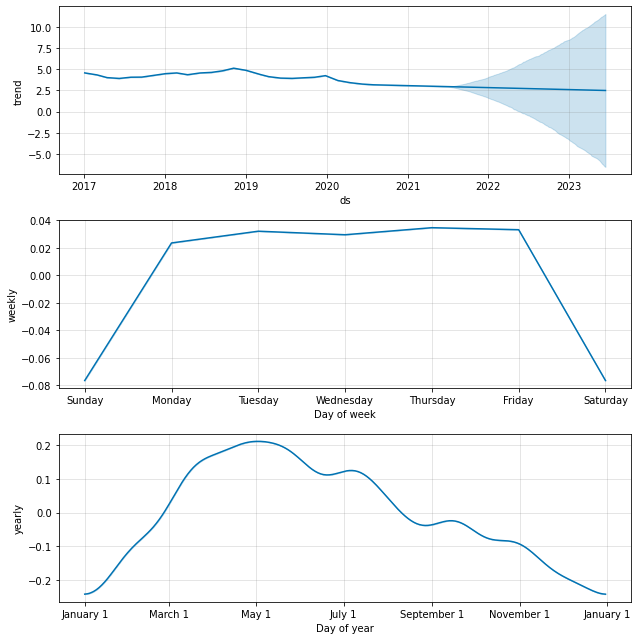 10.0
7.5
5.0
2.5
0.0
−2.5
−5.0
trend
2017 2018 2019 2020 2021 2022 2023
ds
0.04
0.02
0.00
−0.02
−0.04
−0.06
−0.08
weekly
Sunday Monday Tuesday Wednesday Thursday Friday Saturday
Day of week
0.2
0.1
0.0
−0.1
−0.2
yearly
January 1 March 1 May 1 July 1 September 1 November 1 January 1
Day of year